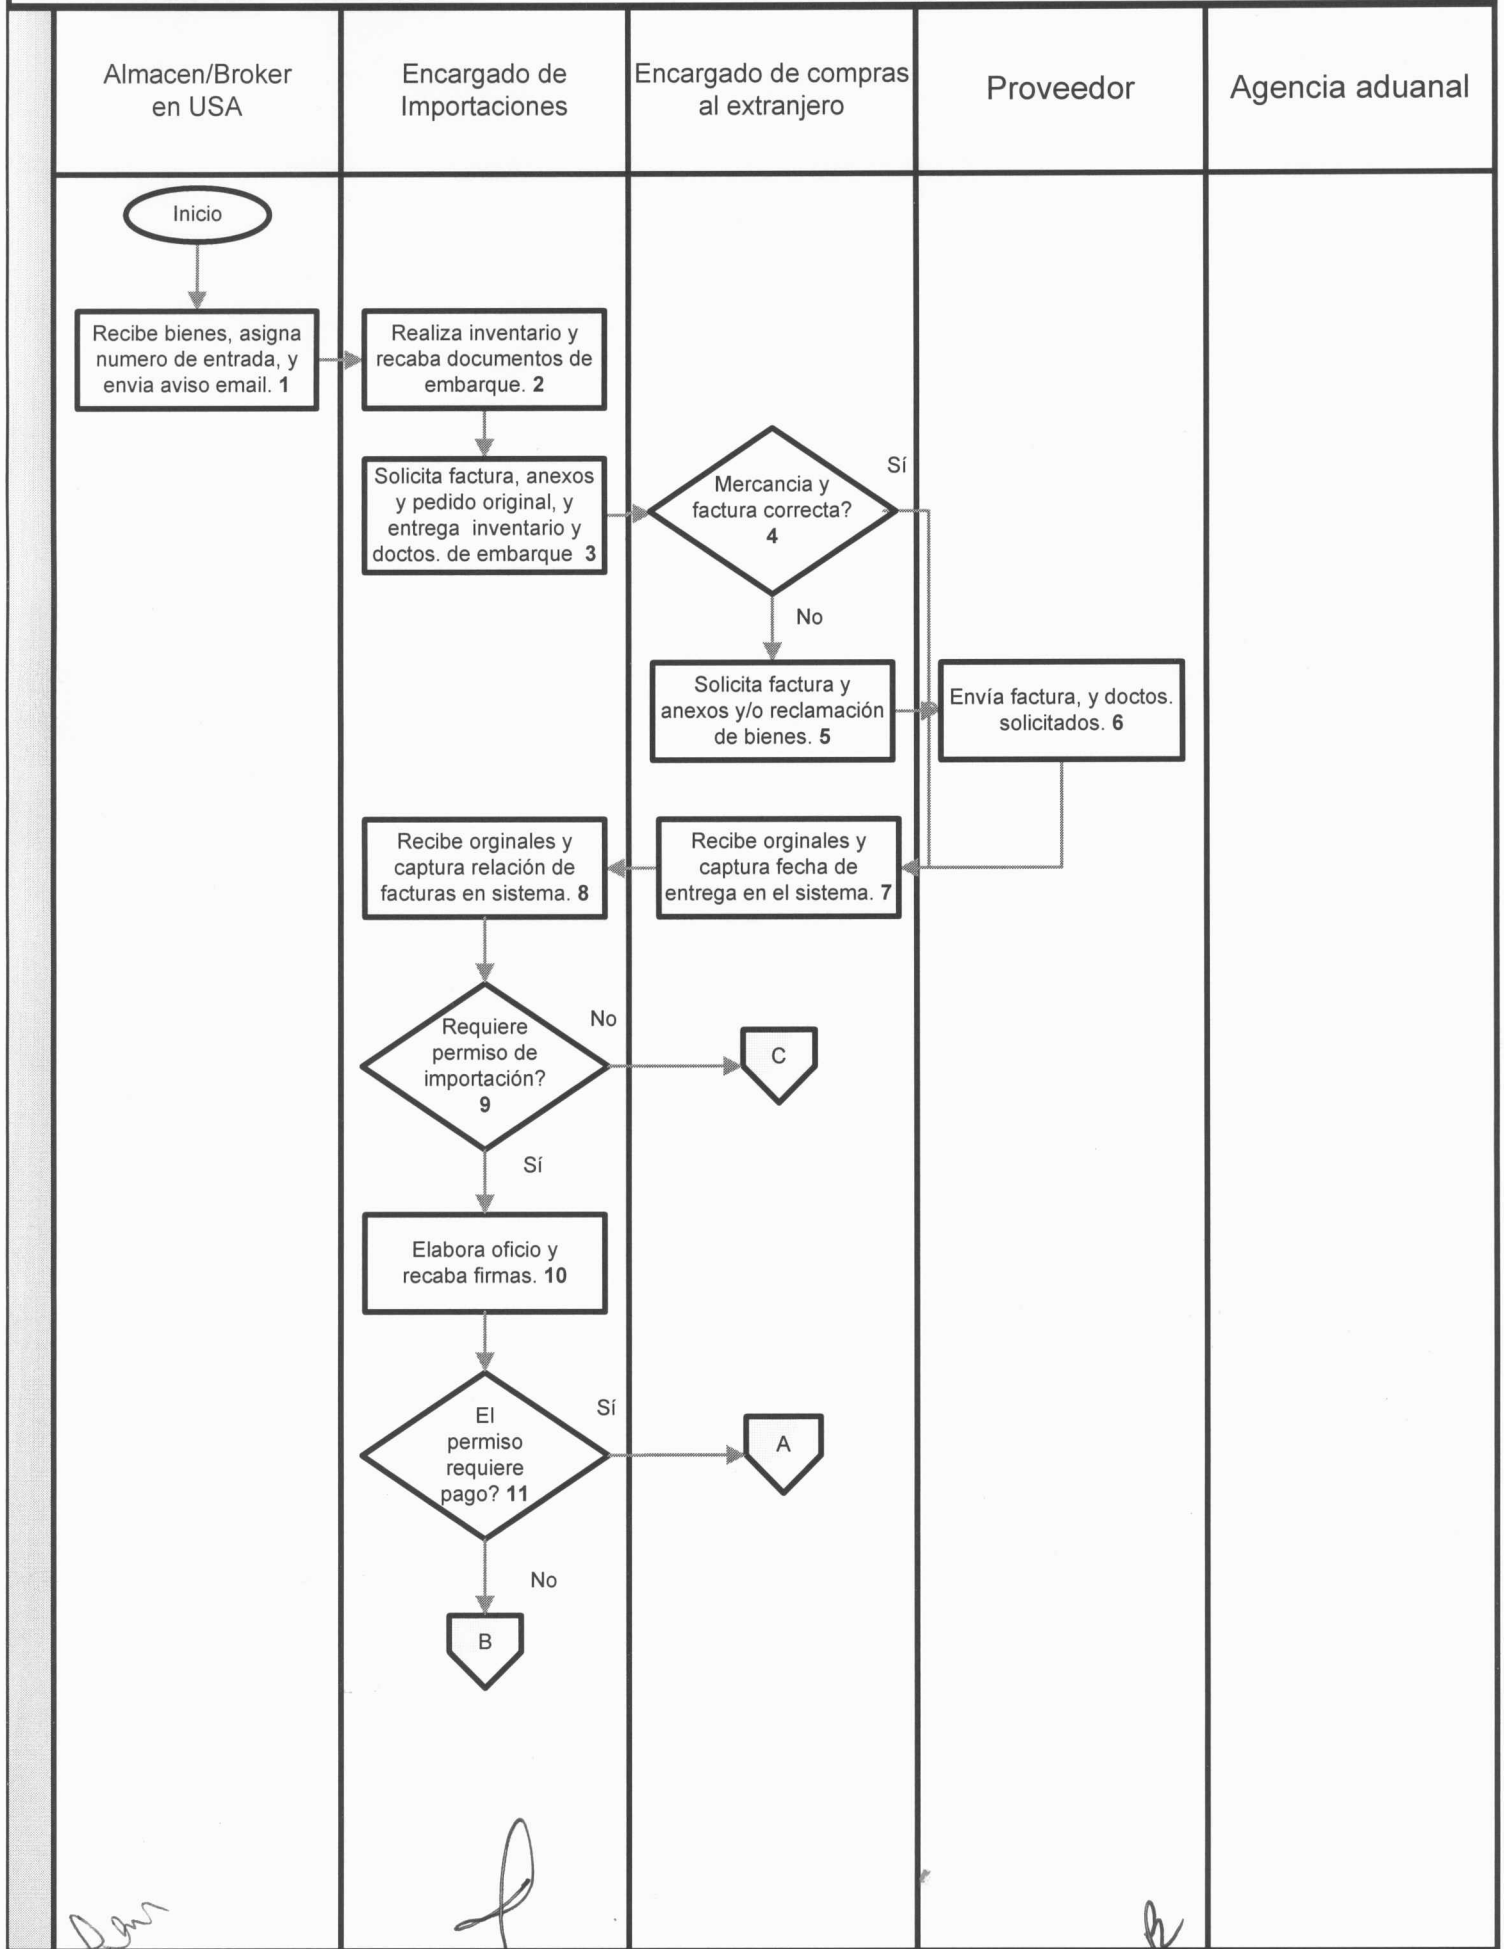 Almacen/Broker
en USA
Encargado de
Importaciones
Encargado de compras
al extranjero
Proveedor
Agencia aduanal
Inicio
Recibe bienes, asigna
numero de entrada, y
envia aviso email. 1
Realiza inventario y
recaba documentos de
embarque. 2
Solicita factura, anexos
y pedido original, y
entrega inventario y
doctos. de embarque 3
Mercancia y
factura correcta?
4
Sí
No
Solicita factura y
anexos y/o reclamación
de bienes. 5
Envía factura, y doctos.
solicitados. 6
Recibe orginales y
captura fecha de
entrega en el sistema. 7
Recibe orginales y
captura relación de
facturas en sistema. 8
Requiere
permiso de
importación?
9
No
C
Sí
Elabora oficio y
recaba firmas. 10
El
permiso
requiere
pago? 11
Sí
A
No
B